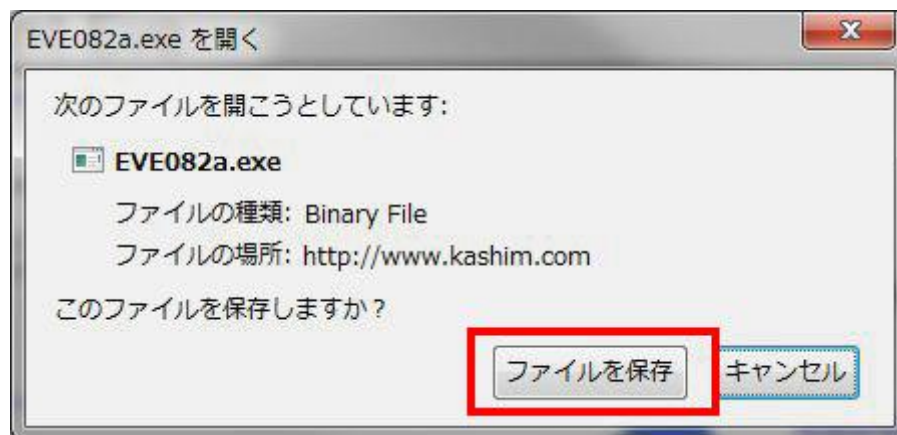 EVE082a.exe を開く
次のファイルを開こうとしています:
EVE082a.exe
ファイルの種類: Binary File
ファイルの場所: http://www.kashim.com
このファイルを保存しますか？
ファイルを保存 キャンセル